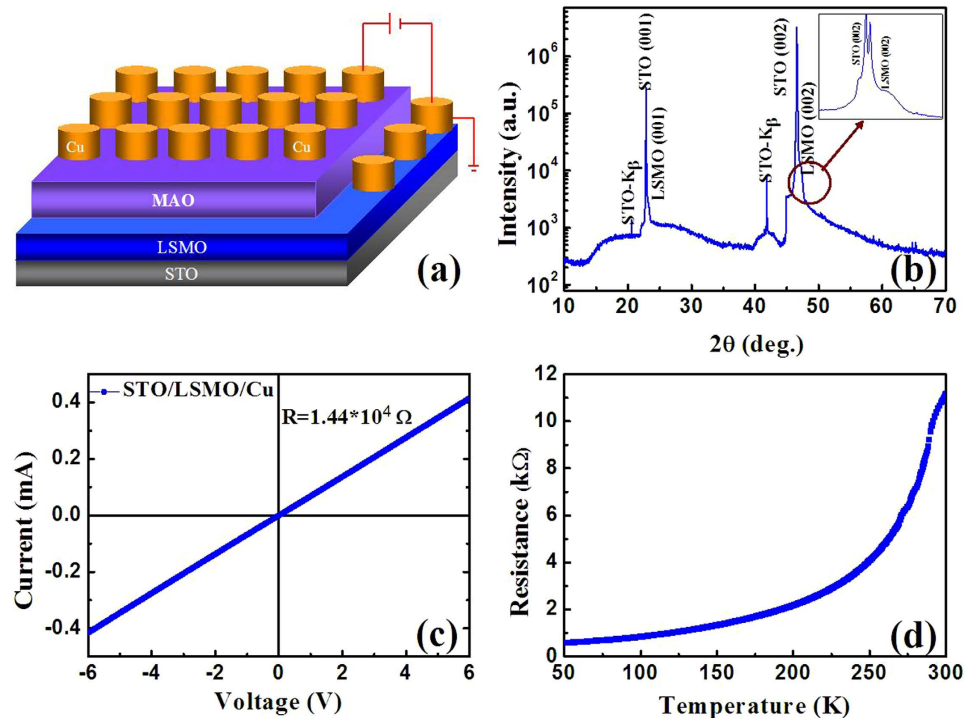 Cu
Cu
MAO
LSMO
STO
(a)
Intensity (a.u.)
10^6
10^5
10^4
10^3
10^2
STO-Kβ
STO (001)
LSMO (001)
STO-Kβ
STO (002)
LSMO (002)
STO (002)
LSMO (002)
(b)
10 20 30 40 50 60 70
2θ (deg.)
STO/LSMO/Cu
R=1.44*10^4 Ω
Current (mA)
0.4
0.2
0.0
-0.2
-0.4
(c)
-6 -4 -2 0 2 4 6
Voltage (V)
Resistance (kΩ)
12
10
8
6
4
2
0
(d)
50 100 150 200 250 300
Temperature (K)